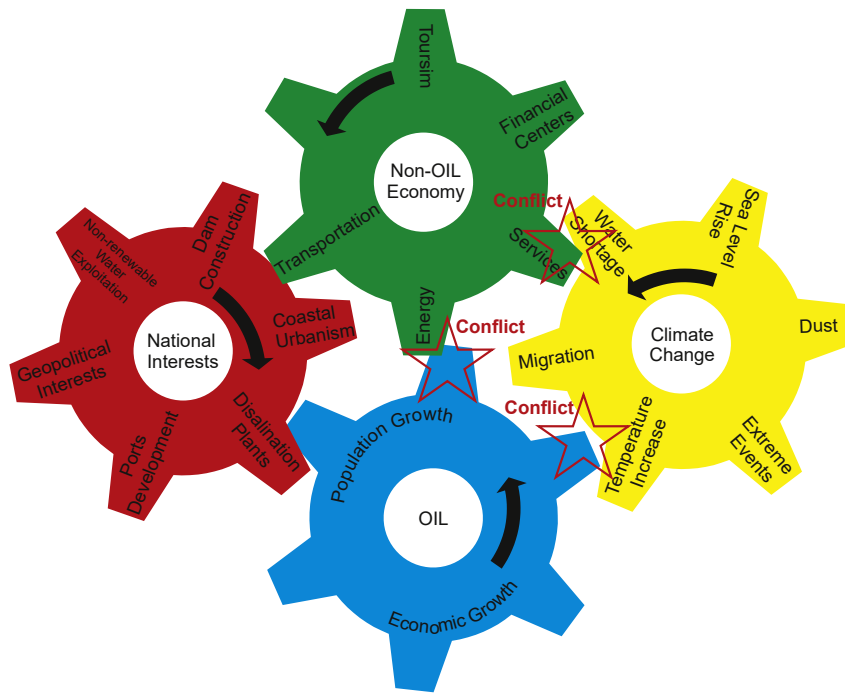 Toursim
Financial
Centers
Non-OIL
Economy
Transportation
Services
Energy
Conflict
Water
Shortage
Sea Level
Rise
Dust
Climate
Change
Migration
Temperature
Increase
Extreme
Events
Conflict
Conflict
Dam
Construction
Non-renewable
Water
Exploitation
Coastal
Urbanism
National
Interests
Geopolitical
Interests
Ports
Development
Disalination
Plants
Population Growth
OIL
Economic Growth